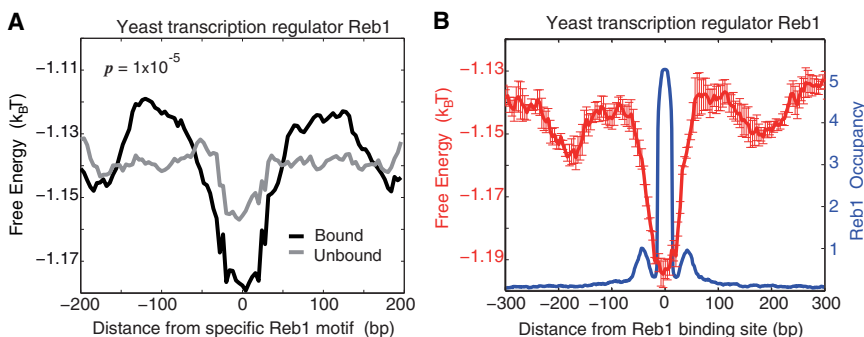 A
Yeast transcription regulator Reb1
p = 1x10^-5
Free Energy (kBT)
−1.11
−1.13
−1.15
−1.17
Bound
Unbound
−200
−100
0
100
200
Distance from specific Reb1 motif (bp)
B
Yeast transcription regulator Reb1
Free Energy (kBT)
−1.13
−1.15
−1.17
−1.19
5
4
3
2
1
Reb1 Occupancy
−300
−200
−100
0
100
200
300
Distance from Reb1 binding site (bp)